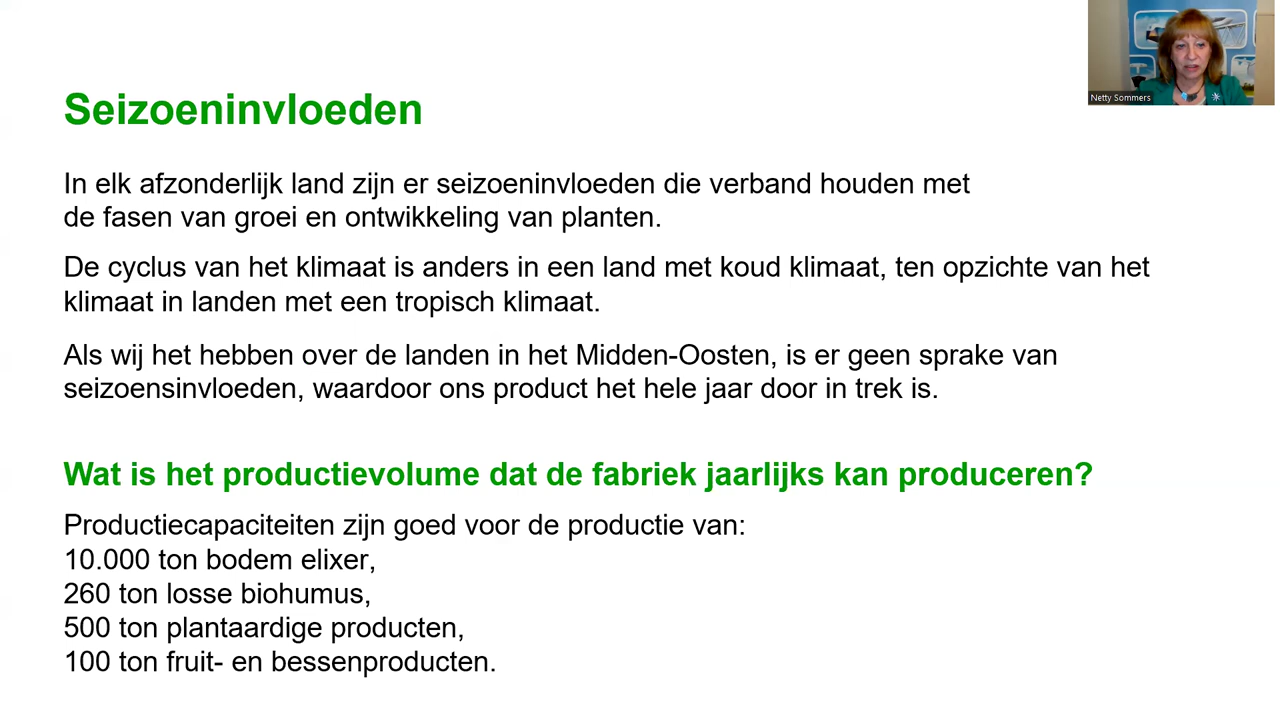 Netty Sommers
Seizoeninvloeden
In elk afzonderlijk land zijn er seizoeninvloeden die verband houden met
de fasen van groei en ontwikkeling van planten.
De cyclus van het klimaat is anders in een land met koud klimaat, ten opzichte van het
klimaat in landen met een tropisch klimaat.
Als wij het hebben over de landen in het Midden-Oosten, is er geen sprake van
seizoensinvloeden, waardoor ons product het hele jaar door in trek is.
Wat is het productievolume dat de fabriek jaarlijks kan produceren?
Productiecapaciteiten zijn goed voor de productie van:
10.000 ton bodem elixer,
260 ton losse biohumus,
500 ton plantaardige producten,
100 ton fruit- en bessenproducten.